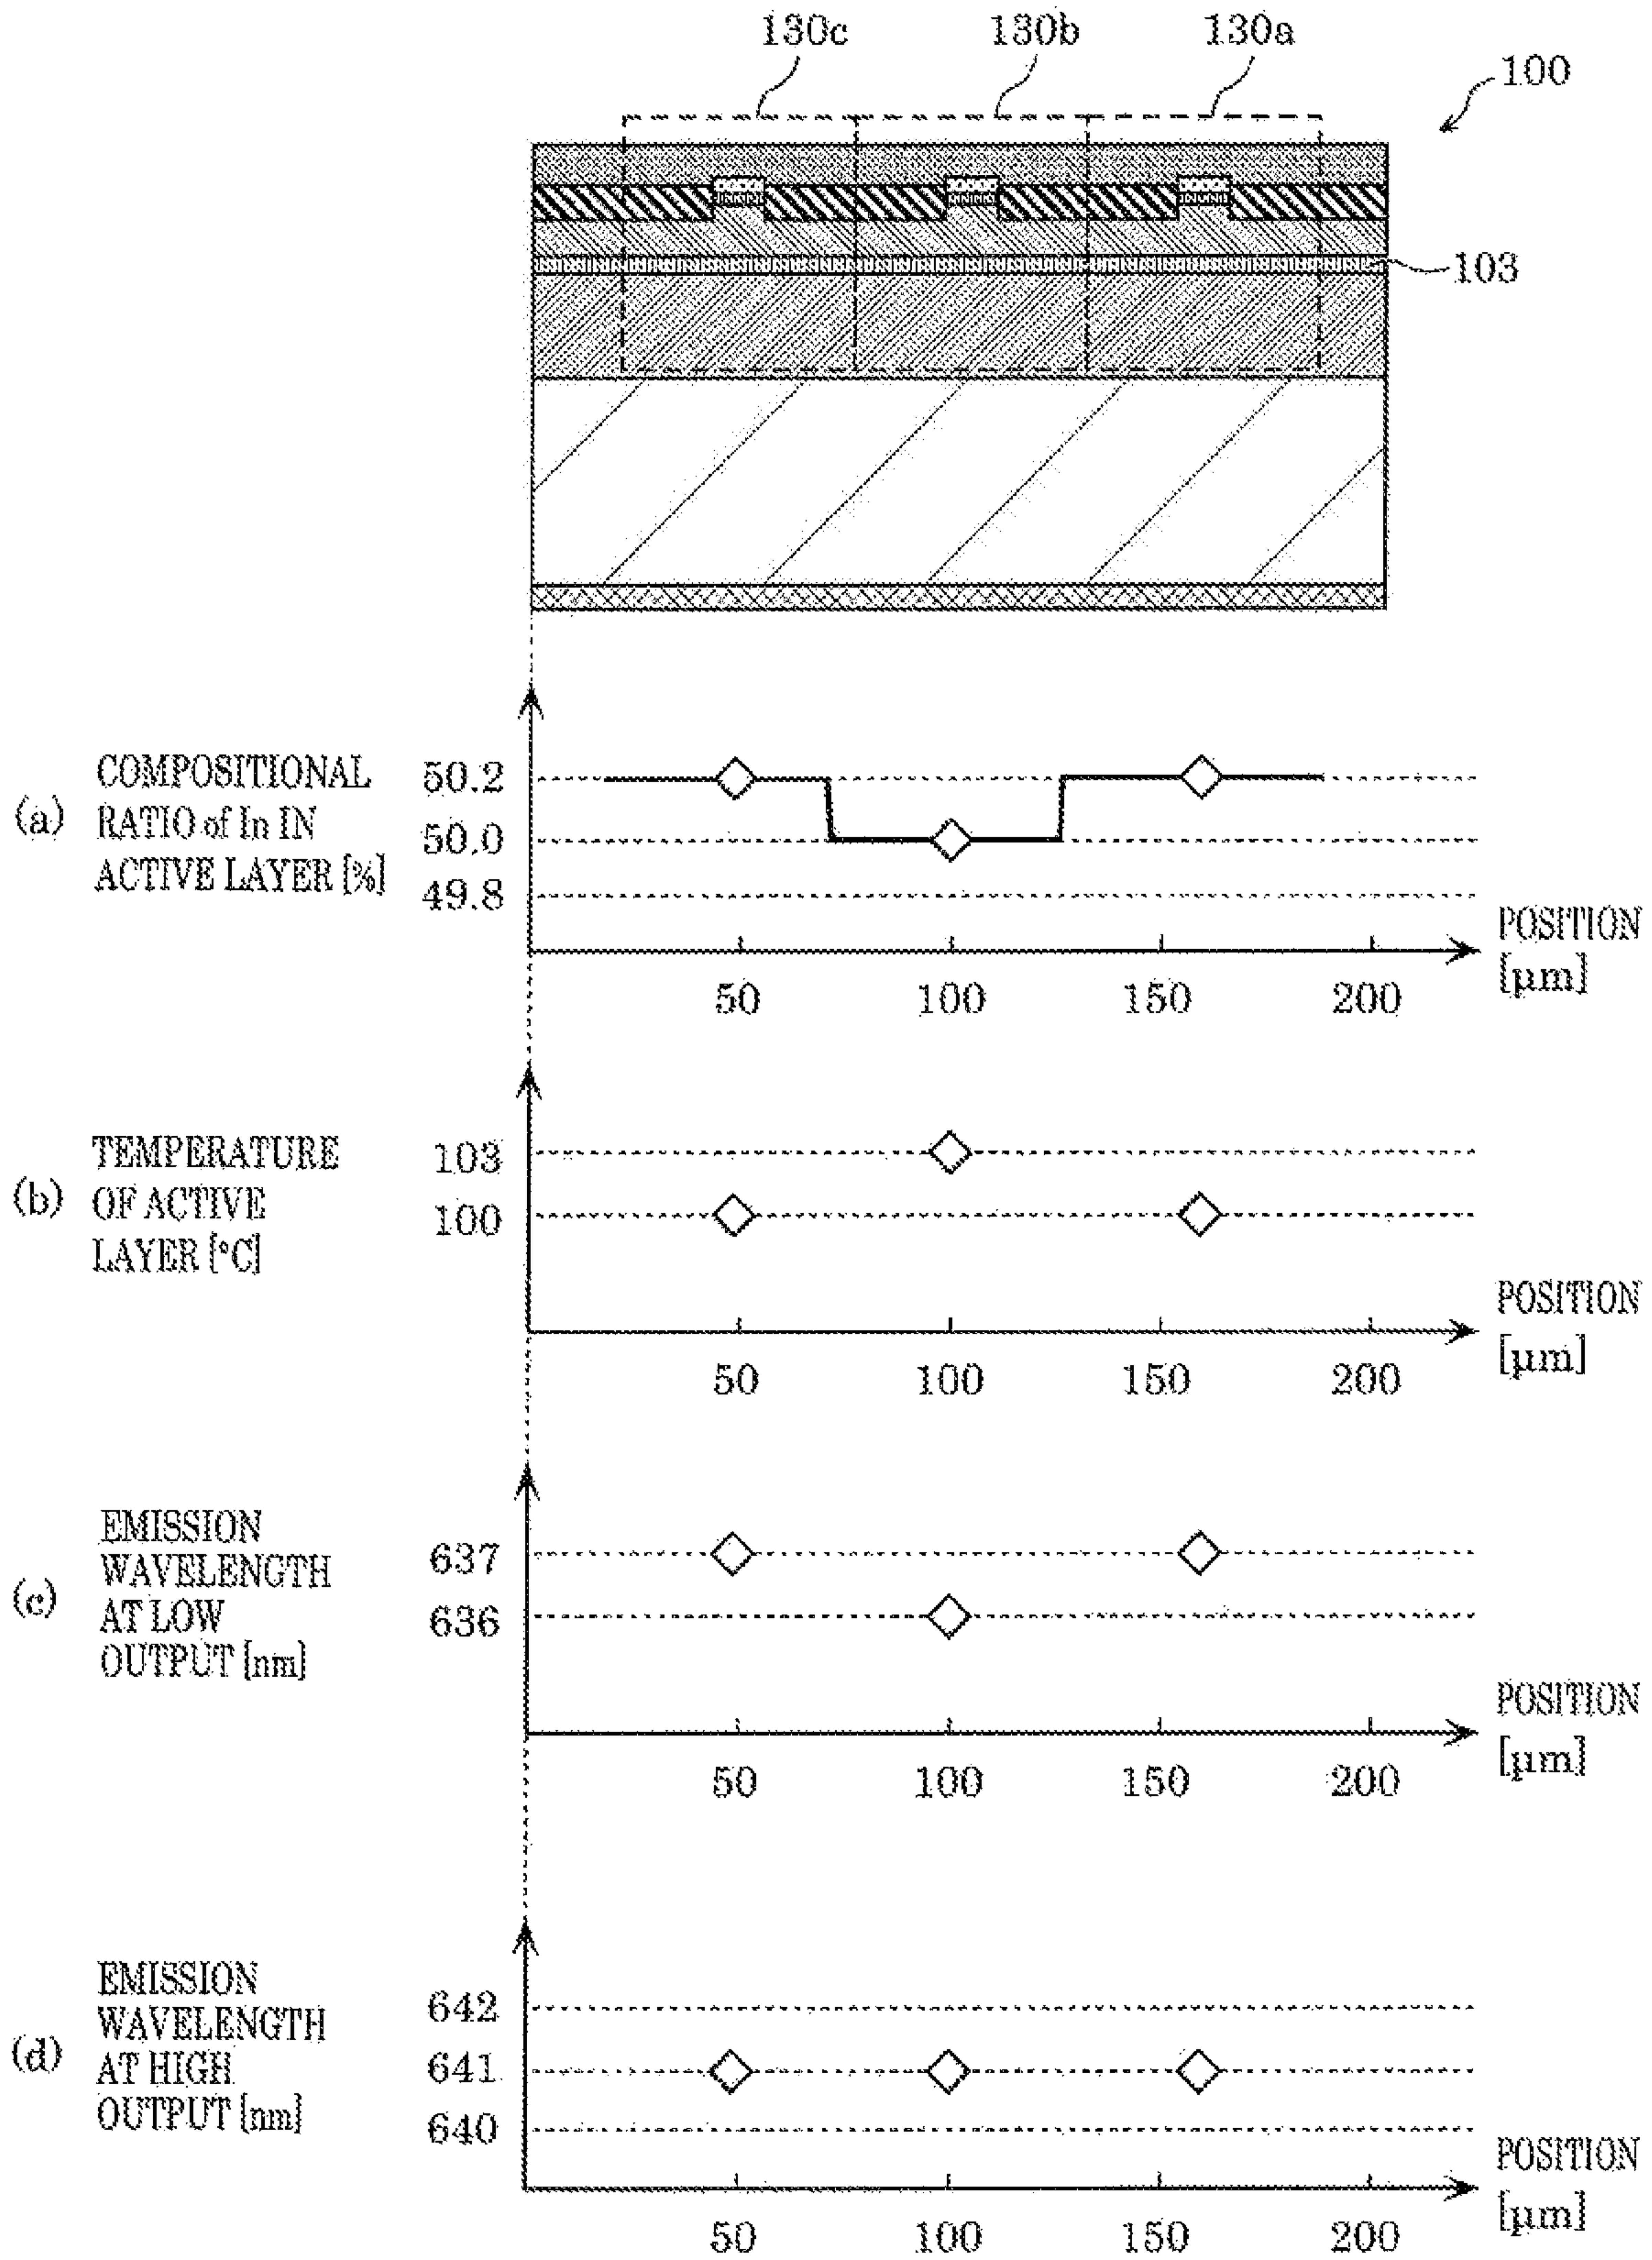 130c 130b 130a
100
103
(a) COMPOSITIONAL
RATIO of In IN
ACTIVE LAYER [%]
50.2
50.0
49.8
POSITION
[μm]
50 100 150 200
(b) TEMPERATURE
OF ACTIVE
LAYER [°C]
103
100
POSITION
[μm]
50 100 150 200
(c) EMISSION
WAVELENGTH
AT LOW
OUTPUT [nm]
637
636
POSITION
[μm]
50 100 150 200
(d) EMISSION
WAVELENGTH
AT HIGH
OUTPUT [nm]
642
641
640
POSITION
[μm]
50 100 150 200